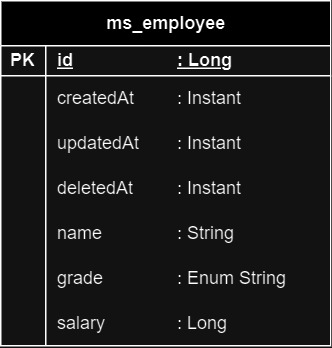 ms_employee
PK id : Long
createdAt : Instant
updatedAt : Instant
deletedAt : Instant
name : String
grade : Enum String
salary : Long